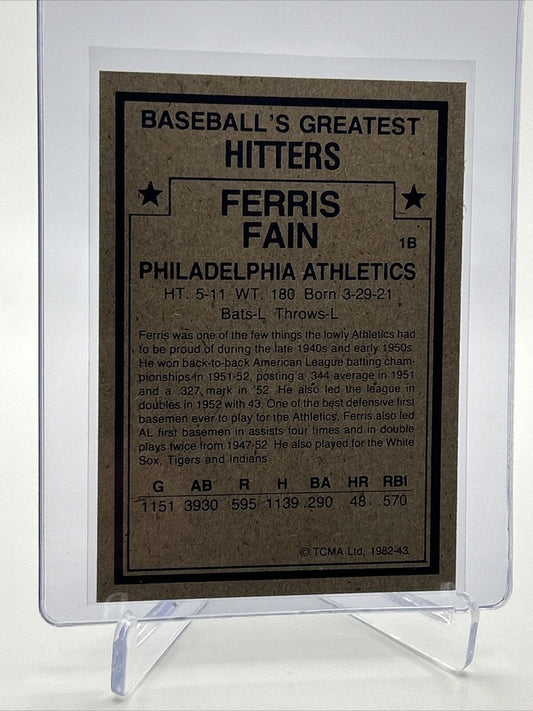 BASEBALL'S GREATEST
HITTERS
FERRIS
FAIN
1B
PHILADELPHIA ATHLETICS
HT. 5-11 WT. 180 Born 3-29-21
Bats-L Throws-L
Ferris was one of the few things the lowly Athletics had
to be proud of during the late 1940s and early 1950s.
He won back-to-back American League batting cham-
pionships in 1951-52, posting a .344 average in 1951
and a .327 mark in '52. He also led the league in
doubles in 1952 with 43. One of the best defensive first
basemen ever to play for the Athletics, Ferris also led
AL first basemen in assists four times and in double
plays twice from 1947-52. He also played for the White
Sox, Tigers and Indians.
G AB R H BA HR RBI
1151 3930 595 1139 .290 48 .570
© TCMA Ltd. 1982-43.